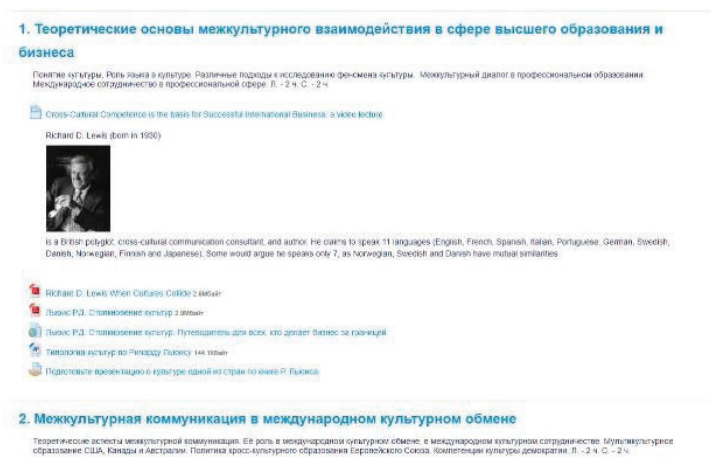 1. Теоретические основы межкультурного взаимодействия в сфере высшего образования и
бизнеса
Понятие культуры, Роль языка в культуре. Различные подходы к исследованию феномена культуры. Межкультурный диалог в профессиональном образовании.
Международное сотрудничество в профессиональной сфере. Л. - 2 ч. С. - 2 ч
Cross-Cultural Competence is the basis for Successful International Business: a video lecture
Richard D. Lewis (born in 1930)
is a British polyglot, cross-cultural communication consultant, and author. He claims to speak 11 languages (English, French, Spanish, Italian, Portuguese, German, Swedish,
Danish, Norwegian, Finnish and Japanese). Some would argue he speaks only 7, as Norwegian, Swedish and Danish have mutual similarities
Richard D. Lewis When Cultures Collide 2.6Мбайт
Льюис Р.Д. Столкновение культур 2.9Мбайт
Льюис Р.Д. Столкновение культур. Путеводитель для всех, кто делает бизнес за границей
Типология культур по Ричарду Льюису 144.1Кбайт
Подготовьте презентацию о культуре одной из стран по книге Р. Льюиса
2. Межкультурная коммуникация в международном культурном обмене
Теоретические аспекты межкультурной коммуникация. Её роль в международном культурном обмене, в международном культурном сотрудничестве. Мультикультурное
образование США, Канады и Австралии. Политика кросс-культурного образования Европейского Союза. Компетенции культуры демократии. Л. - 2 ч. С. - 2 ч.